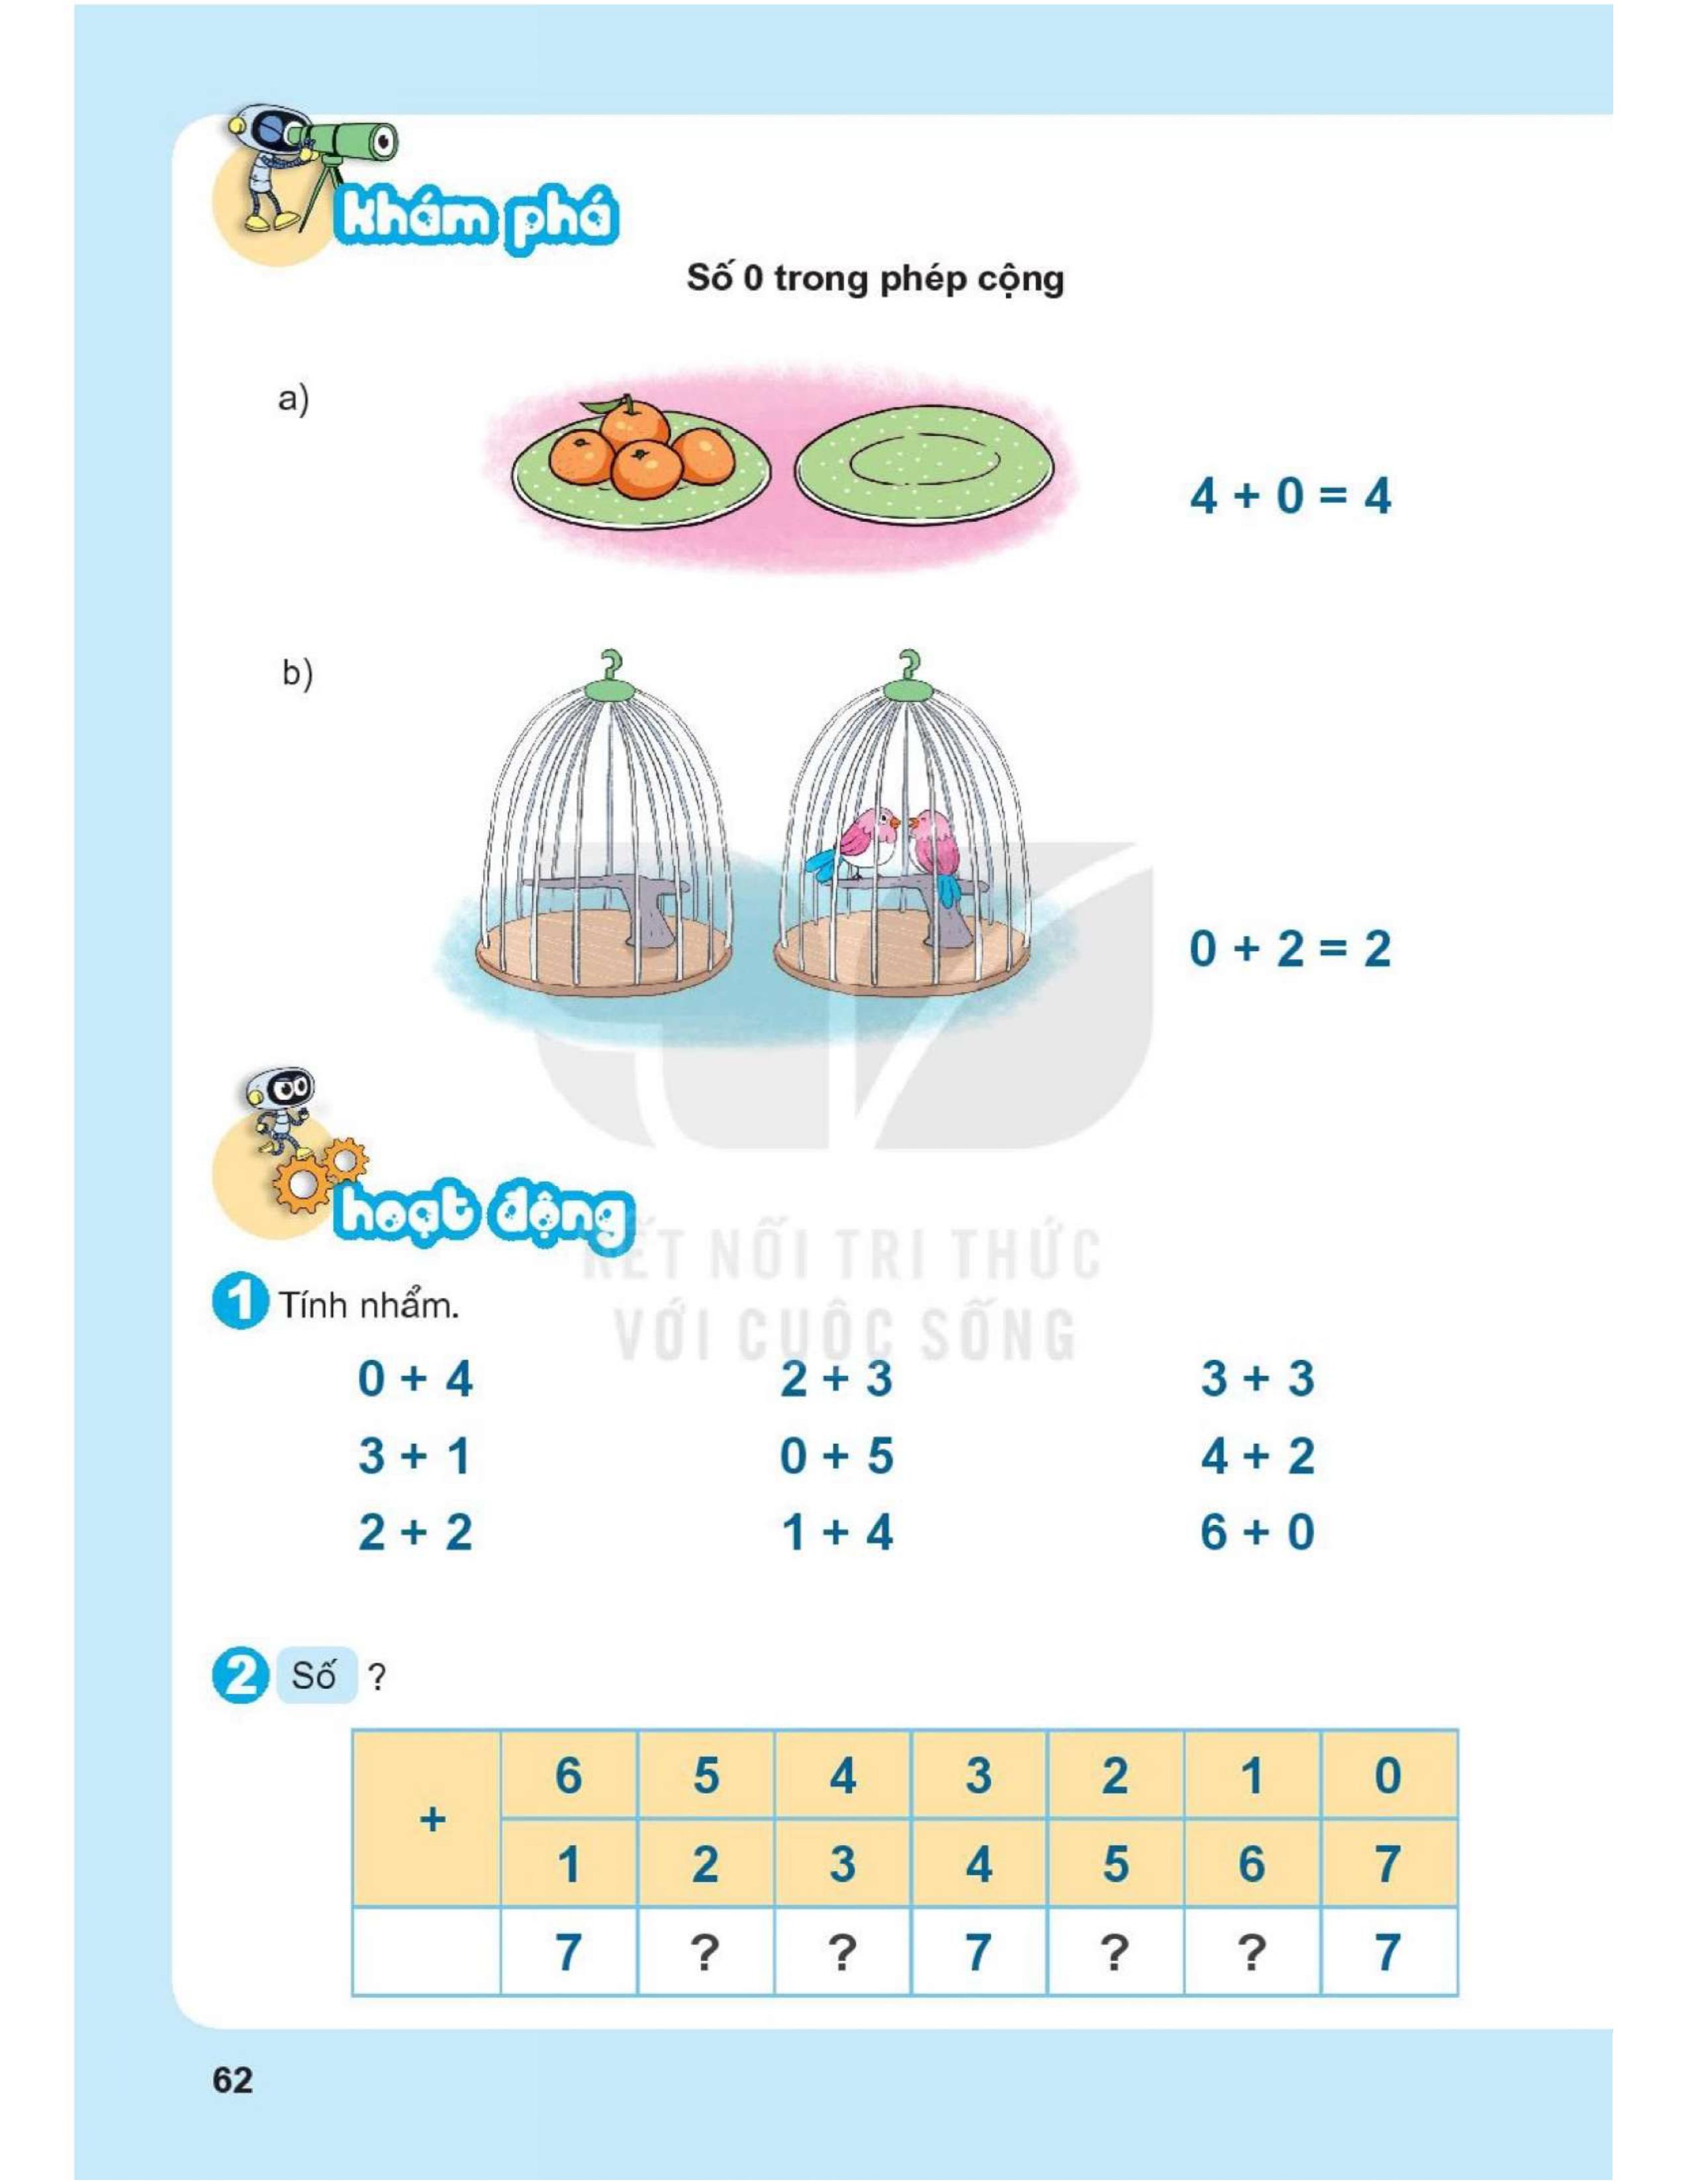 khám phá
Số 0 trong phép cộng
a)
4 + 0 = 4
b)
0 + 2 = 2
hoạt động
KẾT NỐI TRI THỨC
VỚI CUỘC SỐNG
1 Tính nhẩm.
0 + 4 2 + 3 3 + 3
3 + 1 0 + 5 4 + 2
2 + 2 1 + 4 6 + 0
2 Số ?
+ 6 5 4 3 2 1 0
1 2 3 4 5 6 7
7 ? ? 7 ? ? 7
62